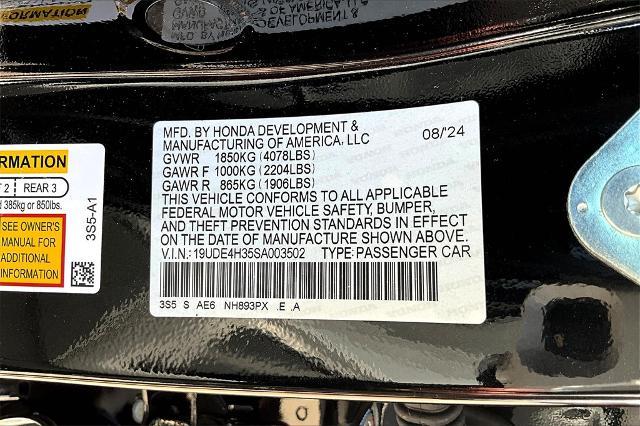 FORMATION
T 2 | REAR 3
d 385kg or 850lbs.
SEE OWNER'S
MANUAL FOR
ADDITIONAL
INFORMATION
3S5-A1
MFD. BY HONDA DEVELOPMENT & 08/24
MANUFACTURING OF AMERICA, LLC
GVWR 1850KG (4078LBS)
GAWR F 1000KG (2204LBS)
GAWR R 865KG (1906LBS)
THIS VEHICLE CONFORMS TO ALL APPLICABLE
FEDERAL MOTOR VEHICLE SAFETY, BUMPER,
AND THEFT PREVENTION STANDARDS IN EFFECT
ON THE DATE OF MANUFACTURE SHOWN ABOVE.
V.I.N.: 19UDE4H35SA003502 TYPE: PASSENGER CAR
3S5 S AE6 NH893PX .E .A